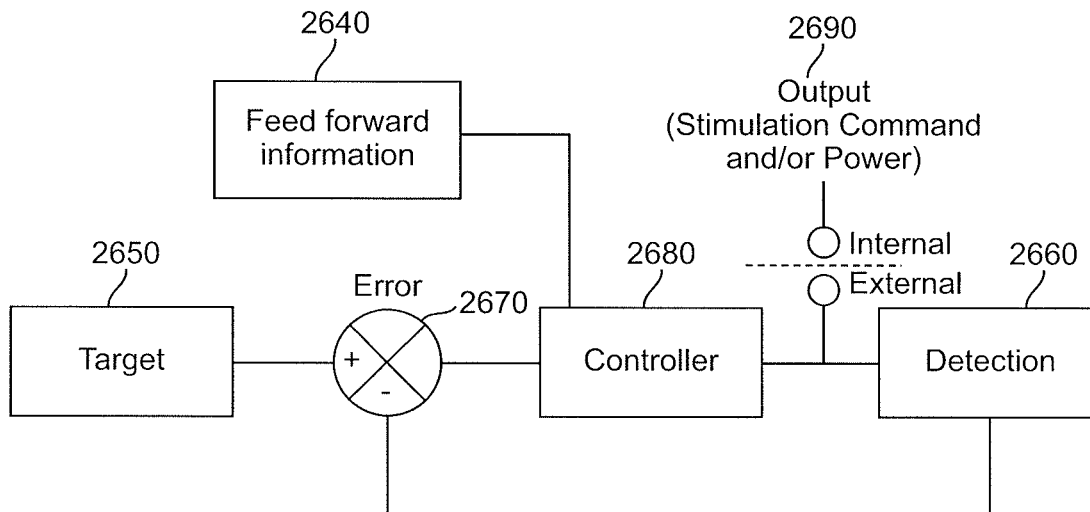 2640
Feed forward
information
2690
Output
(Stimulation Command
and/or Power)
Internal
External
2650
Target
Error
2670
+
-
2680
Controller
2660
Detection